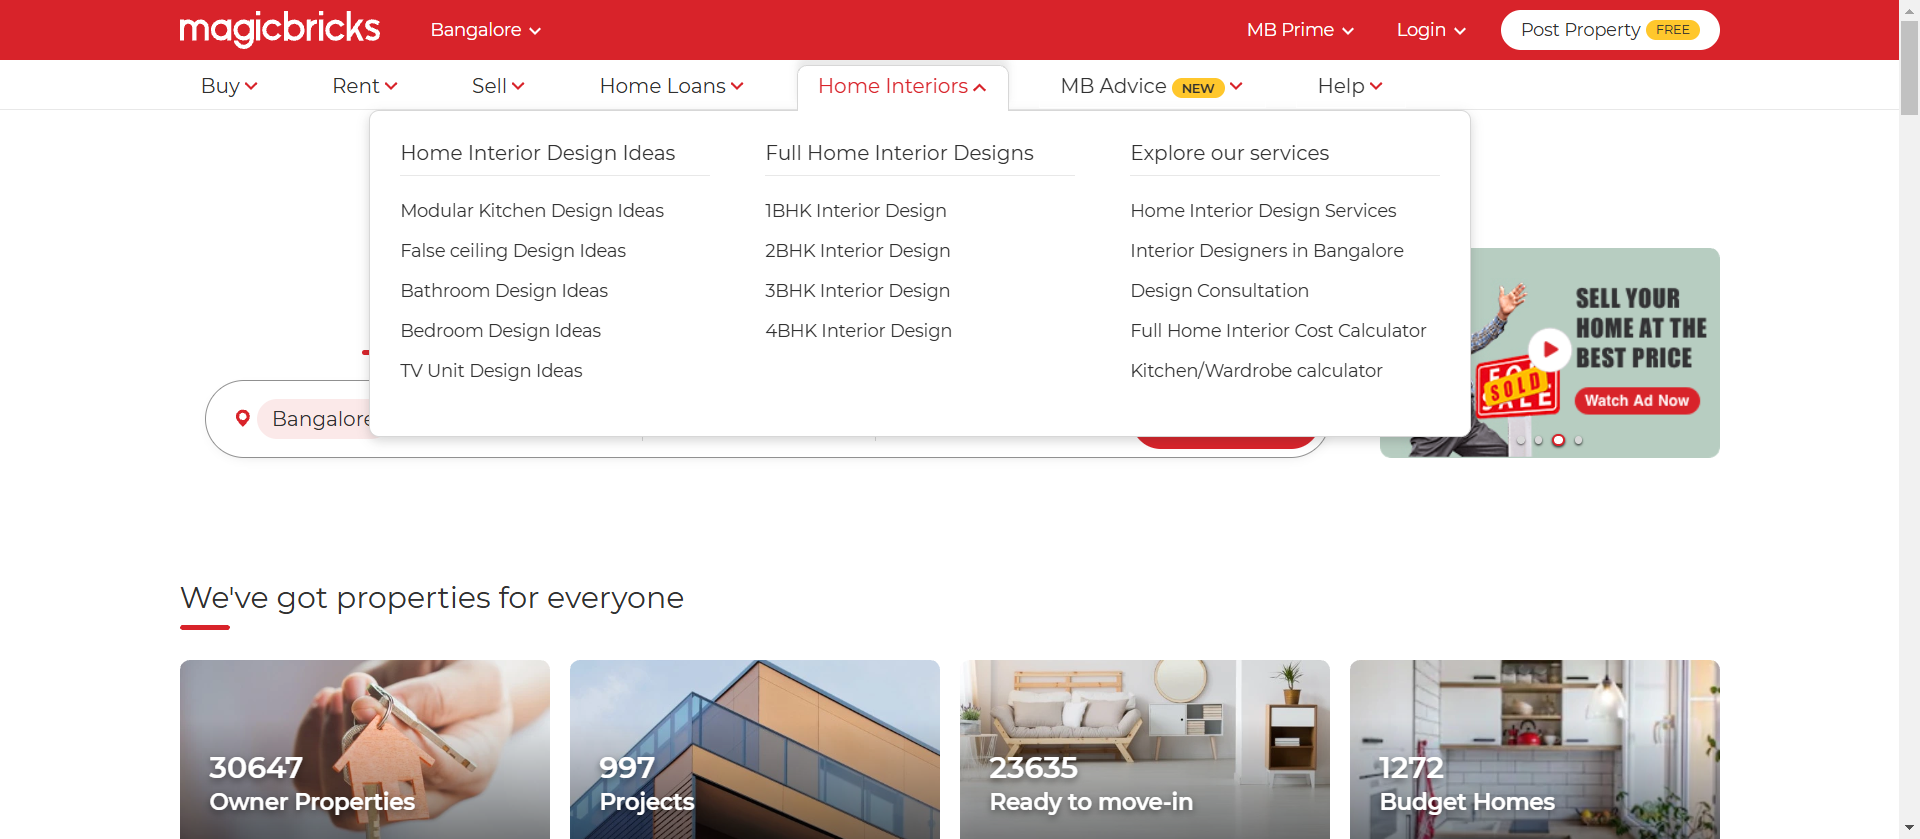 magicbricks
Bangalore
MB Prime
Login
Post Property FREE
Buy
Rent
Sell
Home Loans
Home Interiors
MB Advice NEW
Help
Home Interior Design Ideas
Modular Kitchen Design Ideas
False ceiling Design Ideas
Bathroom Design Ideas
Bedroom Design Ideas
TV Unit Design Ideas
Full Home Interior Designs
1BHK Interior Design
2BHK Interior Design
3BHK Interior Design
4BHK Interior Design
Explore our services
Home Interior Design Services
Interior Designers in Bangalore
Design Consultation
Full Home Interior Cost Calculator
Kitchen/Wardrobe calculator
Bangalore
SELL YOUR
HOME AT THE
BEST PRICE
Watch Ad Now
FOR
SOLD
SALE
We've got properties for everyone
30647
Owner Properties
997
Projects
23635
Ready to move-in
1272
Budget Homes